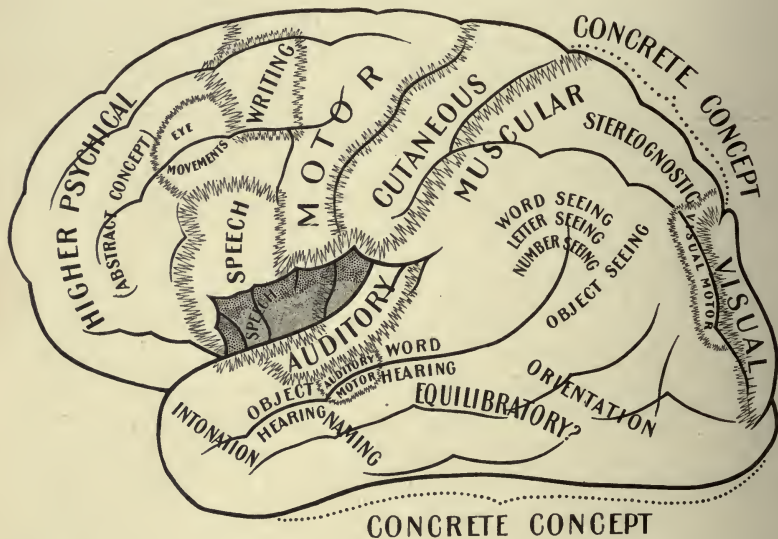 CONCRETE CONCEPT
HIGHER PSYCHICAL
(ABSTRACT CONCEPT)
EYE
MOVEMENTS
WRITING
SPEECH
MOTOR
CUTANEOUS
MUSCULAR
STEREOGNOSTIC
WORD SEEING
LETTER SEEING
NUMBER SEEING
OBJECT SEEING
VISUAL MOTOR
VISUAL
SPEECH
AUDITORY
AUDITORY
MOTOR
WORD
HEARING
OBJECT
HEARING
INTONATION
NAMING
EQUILIBRATORY?
ORIENTATION
CONCRETE CONCEPT